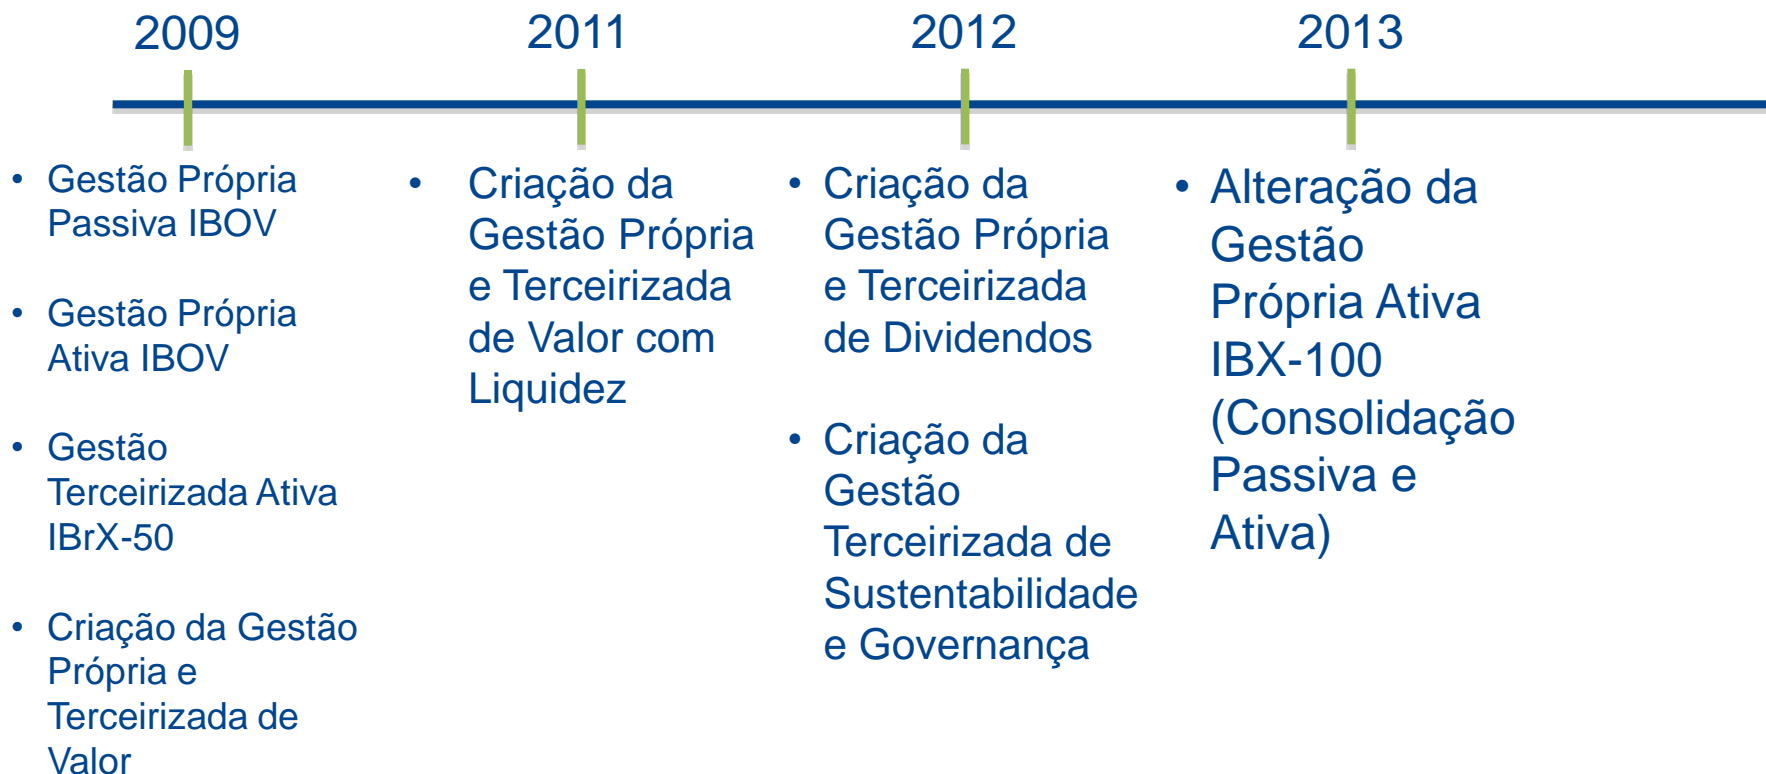 2009
2011
2012
2013
• Gestão Própria
Passiva IBOV
• Gestão Própria
Ativa IBOV
• Gestão
Terceirizada Ativa
IBrX-50
• Criação da Gestão
Própria e
Terceirizada de
Valor
• Criação da
Gestão Própria
e Terceirizada
de Valor com
Liquidez
• Criação da
Gestão Própria
e Terceirizada
de Dividendos
• Criação da
Gestão
Terceirizada de
Sustentabilidade
e Governança
• Alteração da
Gestão
Própria Ativa
IBX-100
(Consolidação
Passiva e
Ativa)